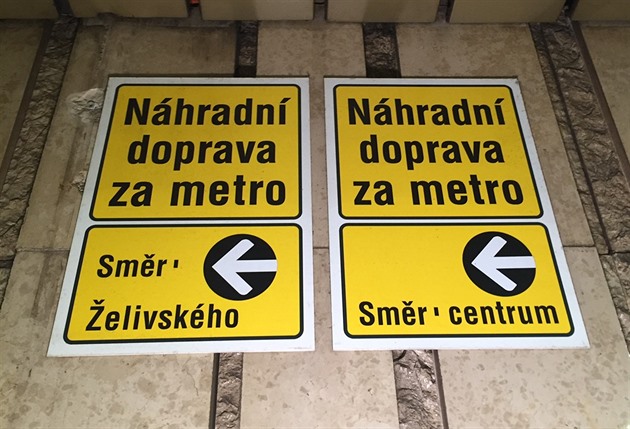 Náhradní
doprava
za metro
Směr'
Želivského
Náhradní
doprava
za metro
Směr' centrum